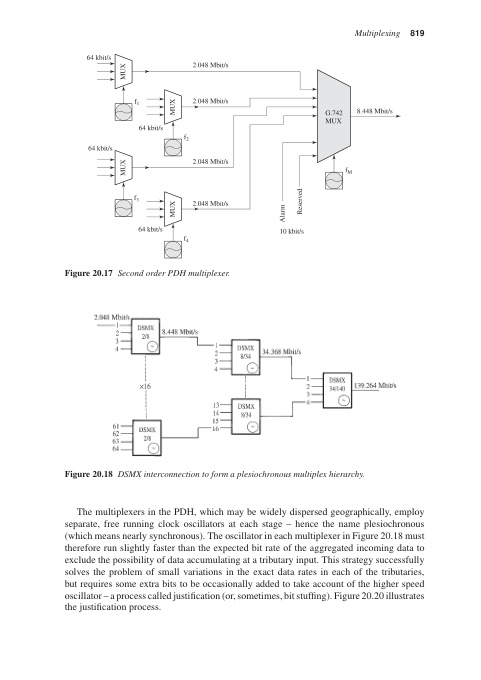 Multiplexing 819
64 kbit/s
MUX
2.048 Mbit/s
f1
MUX
2.048 Mbit/s
64 kbit/s
f2
64 kbit/s
MUX
2.048 Mbit/s
f3
MUX
2.048 Mbit/s
64 kbit/s
f4
G.742
MUX
8.448 Mbit/s
fM
Alarm
Reserved
10 kbit/s
Figure 20.17 Second order PDH multiplexer.
2.048 Mbit/s
1
2
3
4
DSMX
2/8
8.448 Mbit/s
×16
61
62
63
64
DSMX
2/8
1
2
3
4
DSMX
8/34
34.368 Mbit/s
13
14
15
16
DSMX
8/34
1
2
3
4
DSMX
34/140
139.264 Mbit/s
Figure 20.18 DSMX interconnection to form a plesiochronous multiplex hierarchy.
The multiplexers in the PDH, which may be widely dispersed geographically, employ
separate, free running clock oscillators at each stage – hence the name plesiochronous
(which means nearly synchronous). The oscillator in each multiplexer in Figure 20.18 must
therefore run slightly faster than the expected bit rate of the aggregated incoming data to
exclude the possibility of data accumulating at a tributary input. This strategy successfully
solves the problem of small variations in the exact data rates in each of the tributaries,
but requires some extra bits to be occasionally added to take account of the higher speed
oscillator – a process called justification (or, sometimes, bit stuffing). Figure 20.20 illustrates
the justification process.